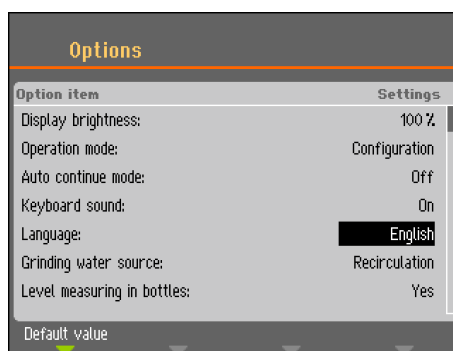 Options
Option item Settings
Display brightness: 100 %
Operation mode: Configuration
Auto continue mode: Off
Keyboard sound: On
Language: English
Grinding water source: Recirculation
Level measuring in bottles: Yes
Default value